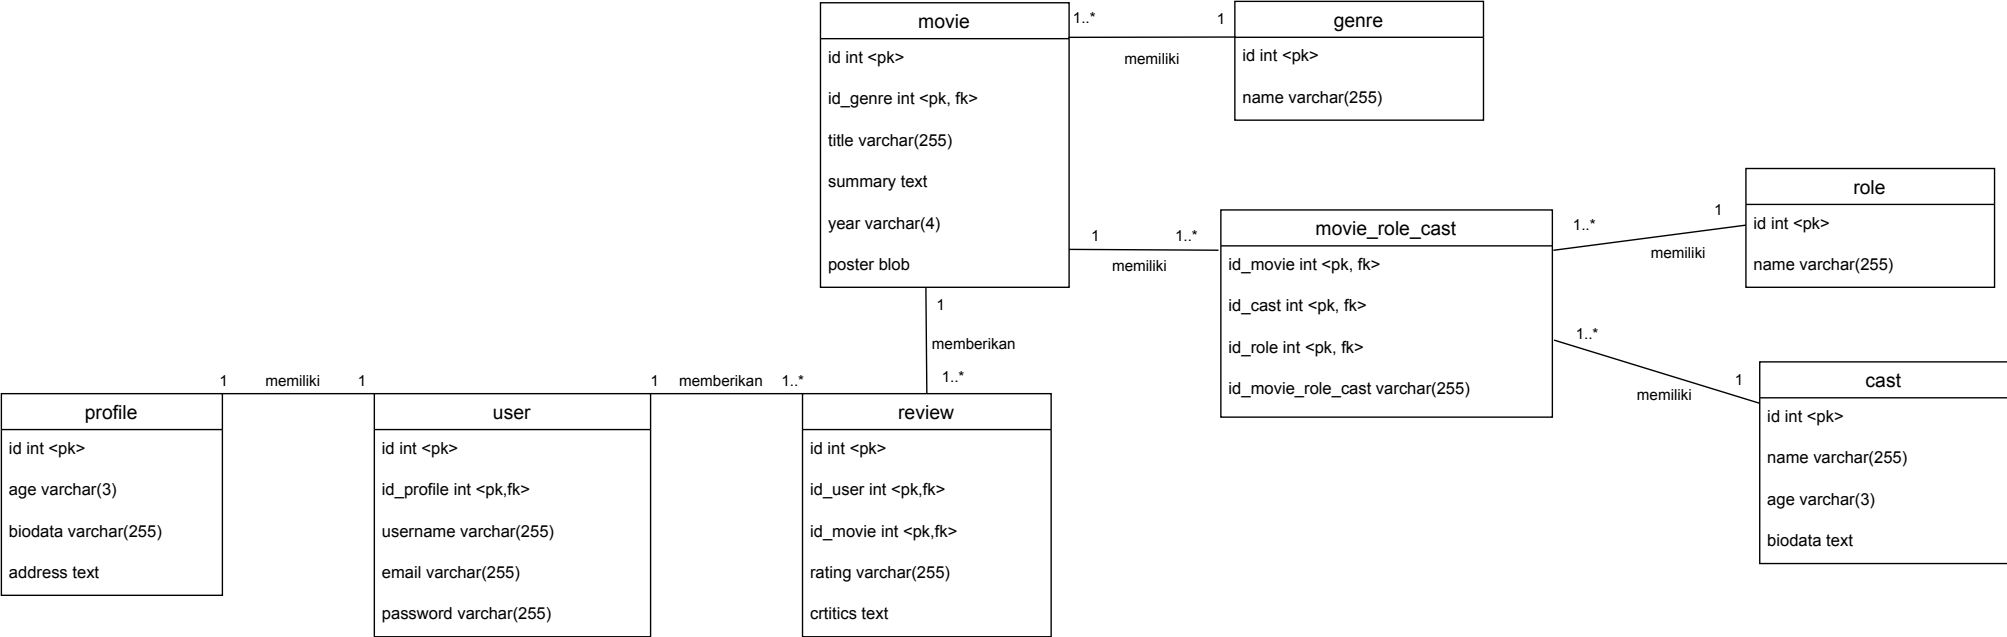 movie
id int <pk>
id_genre int <pk, fk>
title varchar(255)
summary text
year varchar(4)
poster blob
1..*
1
memiliki
genre
id int <pk>
name varchar(255)
1
1..*
memiliki
movie_role_cast
id_movie int <pk, fk>
id_cast int <pk, fk>
id_role int <pk, fk>
id_movie_role_cast varchar(255)
1..*
1
memiliki
role
id int <pk>
name varchar(255)
1..*
1
memiliki
cast
id int <pk>
name varchar(255)
age varchar(3)
biodata text
1
memberikan
1..*
profile
id int <pk>
age varchar(3)
biodata varchar(255)
address text
1
memiliki
1
user
id int <pk>
id_profile int <pk,fk>
username varchar(255)
email varchar(255)
password varchar(255)
1
memberikan
1..*
review
id int <pk>
id_user int <pk,fk>
id_movie int <pk,fk>
rating varchar(255)
crtitics text